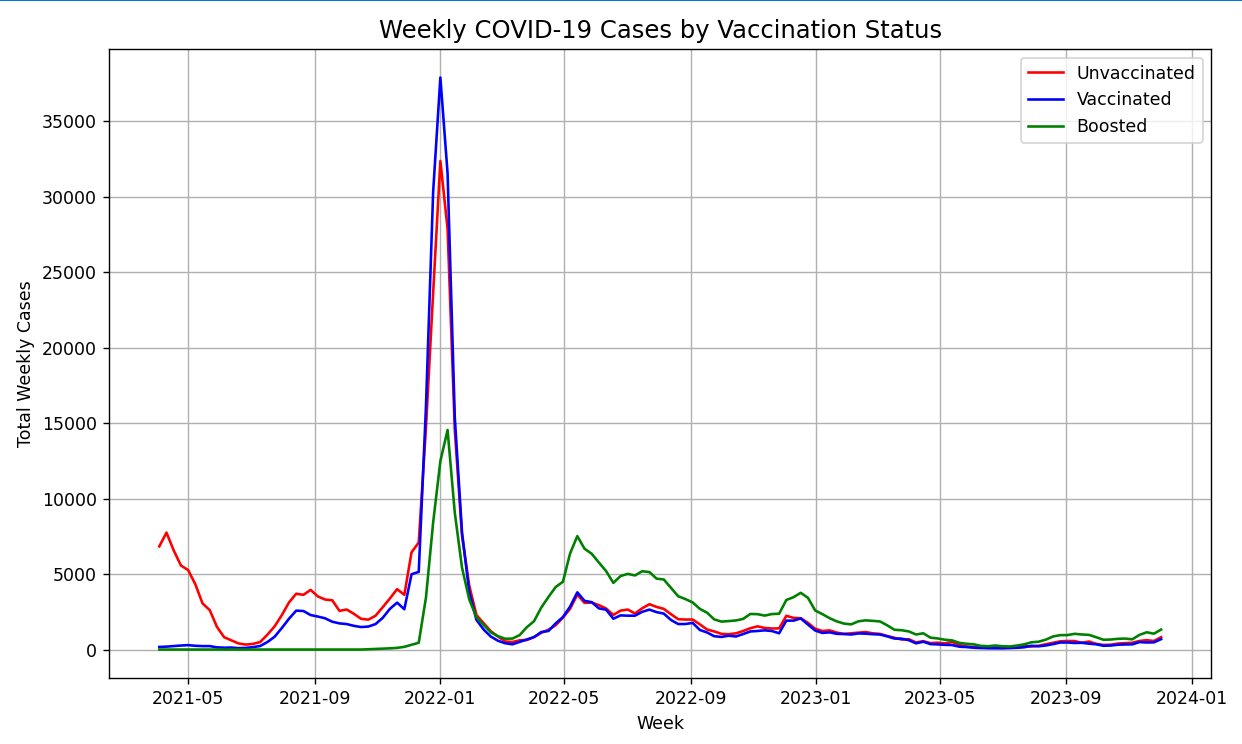 Weekly COVID-19 Cases by Vaccination Status
Unvaccinated
Vaccinated
Boosted
Total Weekly Cases
35000
30000
25000
20000
15000
10000
5000
0
2021-05
2021-09
2022-01
2022-05
2022-09
2023-01
2023-05
2023-09
2024-01
Week